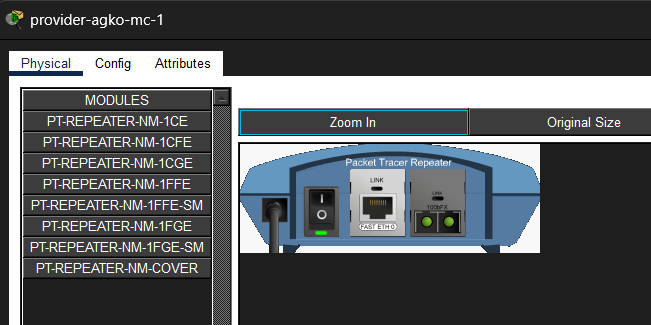 provider-agko-mc-1
Physical Config Attributes
MODULES
PT-REPEATER-NM-1CE
PT-REPEATER-NM-1CFE
PT-REPEATER-NM-1CGE
PT-REPEATER-NM-1FFE
PT-REPEATER-NM-1FFE-SM
PT-REPEATER-NM-1FGE
PT-REPEATER-NM-1FGE-SM
PT-REPEATER-NM-COVER
Zoom In
Original Size
Packet Tracer Repeater
LINK
LINK
100bFX
FAST ETH 0